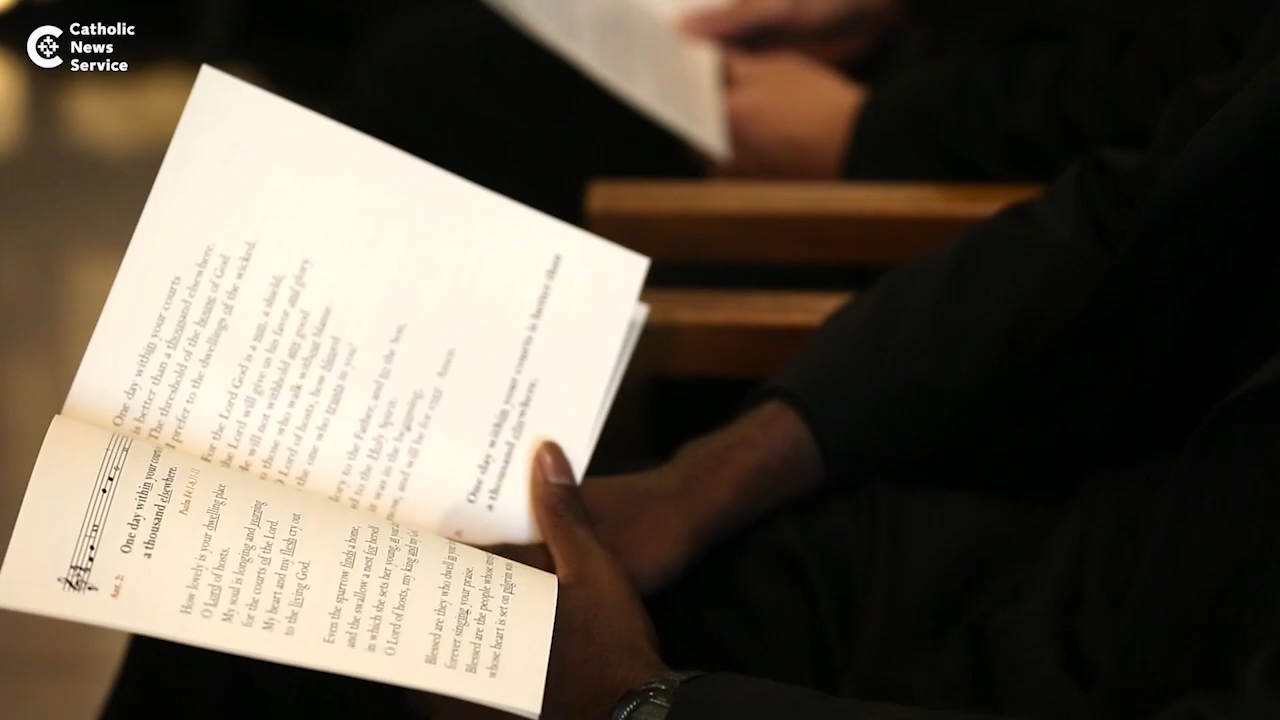 Catholic
News
Service
Ant. 2:
One day within your courts
a thousand elsewhere.
Psalm 84:1-6,11-13
How lovely is your dwelling place
O Lord of hosts.
My soul is longing and yearning
for the courts of the Lord.
My heart and my flesh cry out
to the living God.
Even the sparrow finds a home,
and the swallow a nest for herself
in which she sets her young
O Lord of hosts, my king and my
Blessed are they who dwell in your
forever singing your praise.
Blessed are the people whose
whose heart is set on pilgrim
One day within your courts
is better than a thousand elsewhere.
The threshold of the house of God
I prefer to the dwellings of the wicked.
For the Lord God is a sun, a shield;
the Lord will give us his favor and glory.
He will not withhold any good
to those who walk without blame.
O Lord of hosts, how blessed
the one who trusts in you!
Glory to the Father, and to the Son,
and to the Holy Spirit:
it was in the beginning,
now, and will be for ever. Amen.
One day within your courts is better than
a thousand elsewhere.